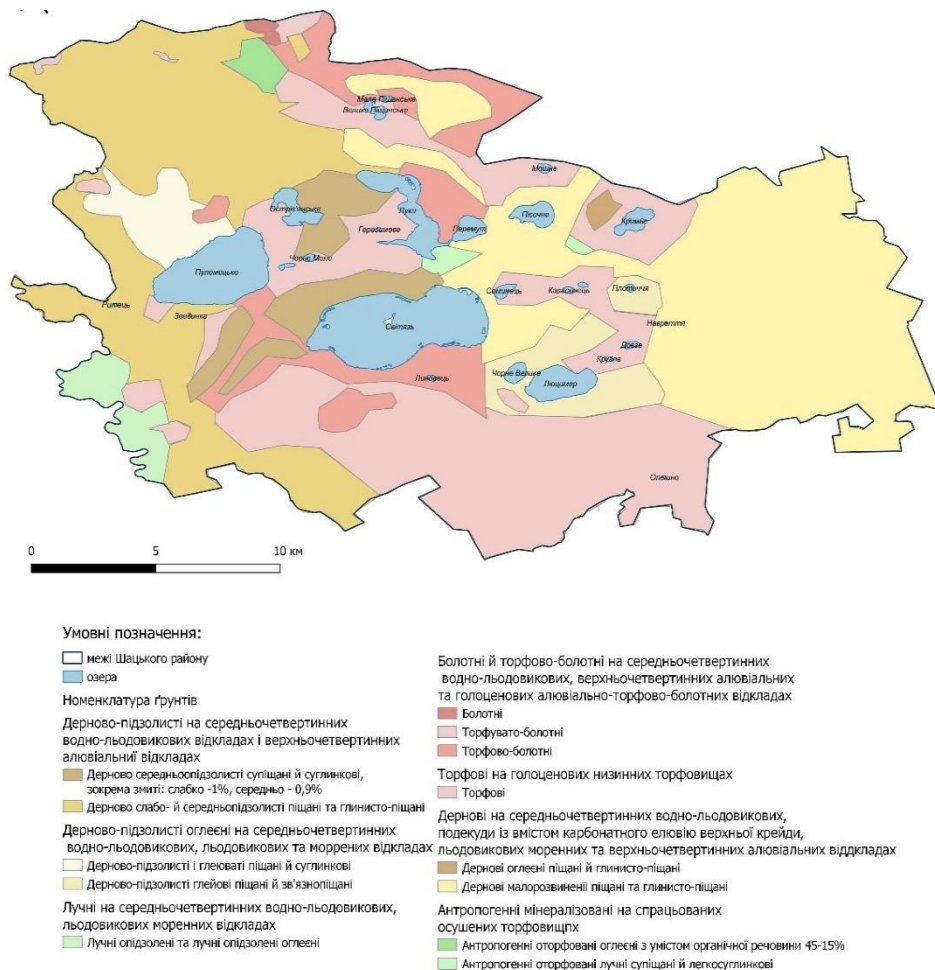 Мале Піщанське
Велике Піщанське
Мошне
Острів'янське
Луки
Пісочне
Кримне
Герасимове
Перемут
Чорне Мале
Пулемецьке
Соминець
Карасинець
Плотиччя
Ритець
Звединка
Світязь
Навраття
Довге
Кругле
Чорне Велике
Люцимер
Линовець
Олешно
0 5 10 км
Умовні позначення:
межі Шацького району
озера
Номенклатура ґрунтів
Дерново-підзолисті на середньочетвертинних
водно-льодовикових відкладах і верхньочетвертинних
алювіальниї відкладах
Дерново середньоопідзолисті супіщані й суглинкові,
зокрема змиті: слабко -1%, середньо - 0,9%
Дерново слабо- й середньопідзолисті піщані та глинисто-піщані
Дерново-підзолисті оглеєні на середньочетвертинних
водно-льодовикових, льодовикових та моррених відкладах
Дерново-підзолисті і глеюваті піщані й суглинкові
Дерново-підзолисті глейові піщані й зв'язнопіщані
Лучні на середньочетвертинних водно-льодовикових,
льодовикових моренних відкладах
Лучні опідзолені та лучні опідзолені оглеєні
Болотні й торфово-болотні на середньочетвертинних
водно-льодовикових, верхньочетвертинних алювіальних
та голоценових алювіально-торфово-болотних відкладах
Болотні
Торфувато-болотні
Торфово-болотні
Торфові на голоценових низинних торфовищах
Торфові
Дернові на середньочетвертинних водно-льодовикових,
подекуди із вмістом карбонатного елювію верхньої крейди,
льодовикових моренних та верхньочетвертинних алювіальних віддкладах
Дернові оглеєні піщані й глинисто-піщані
Дернові малорозвиненіі піщані та глинисто-піщані
Антропогенні мінералізовані на спрацьованих
осушених торфовищпх
Антропогенні оторфовані оглеєні з умістом органічної речовини 45-15%
Антропогенні оторфовані лучні супіщані й легкосуглинкові